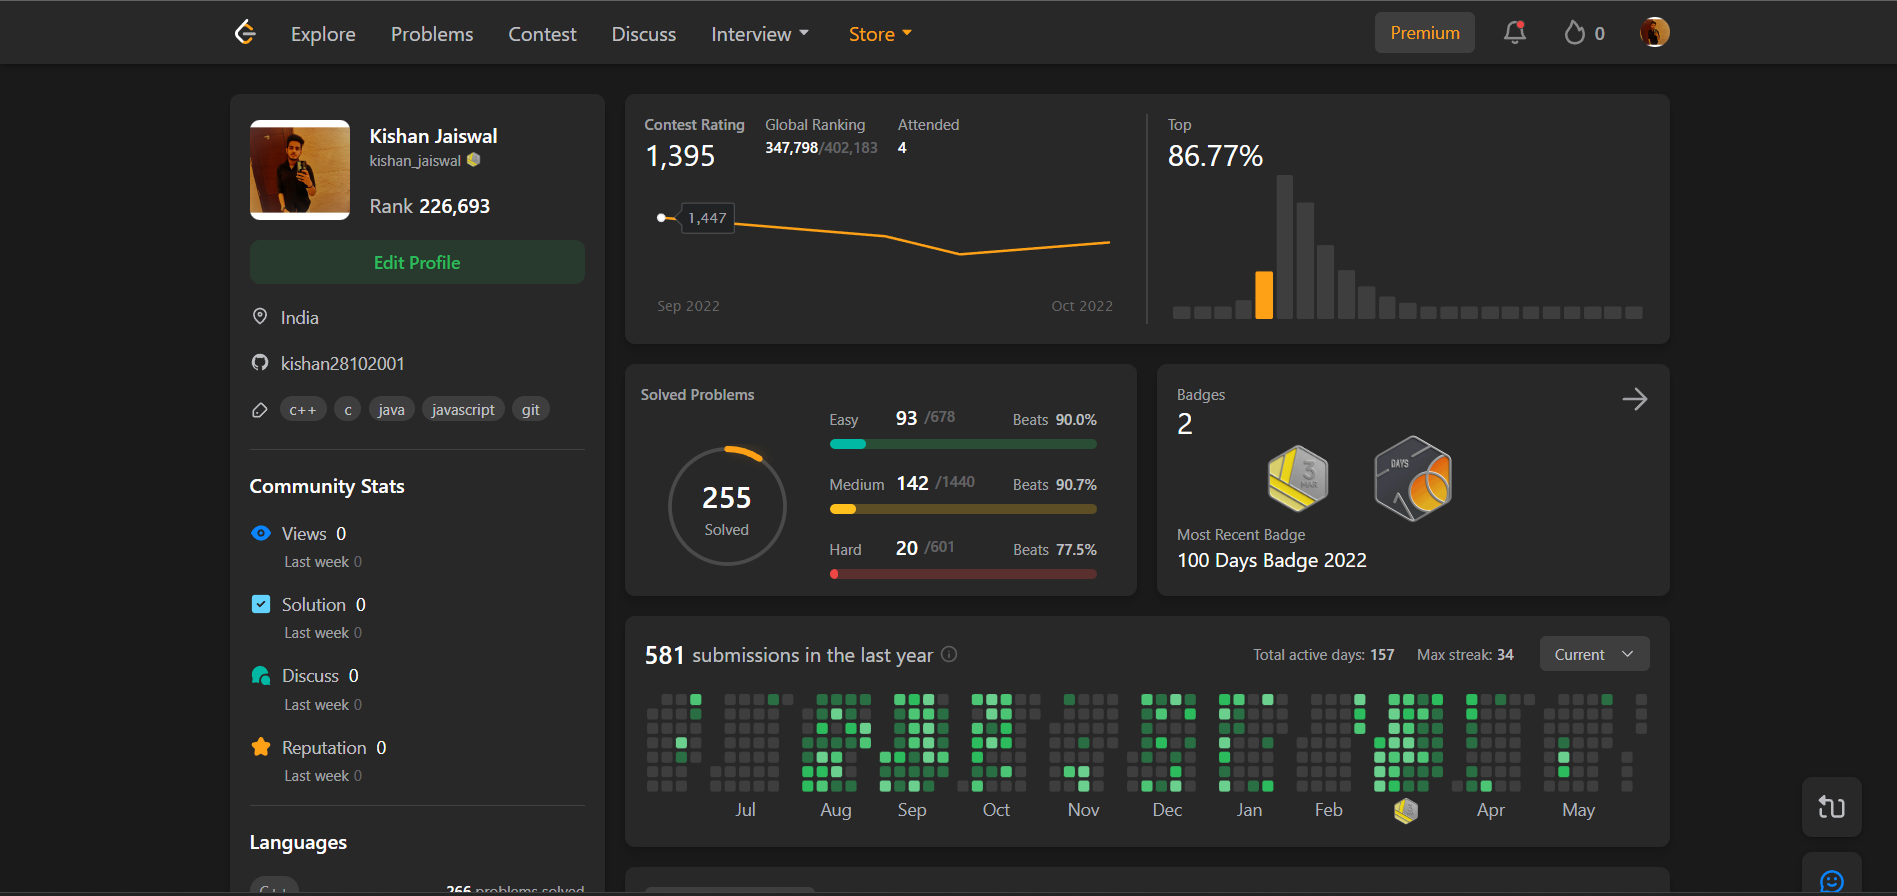 Explore Problems Contest Discuss Interview Store Premium 0
Kishan Jaiswal
kishan_jaiswal
Rank 226,693
Edit Profile
India
kishan28102001
c++ c java javascript git
Community Stats
Views 0
Last week 0
Solution 0
Last week 0
Discuss 0
Last week 0
Reputation 0
Last week 0
Languages
C++ 266 problems solved
Contest Rating
1,395
Global Ranking
347,798/402,183
Attended
4
1,447
Sep 2022 Oct 2022
Top
86.77%
Solved Problems
255
Solved
Easy 93 /678 Beats 90.0%
Medium 142 /1440 Beats 90.7%
Hard 20 /601 Beats 77.5%
Badges
2
3
MAR
DAYS
Most Recent Badge
100 Days Badge 2022
581 submissions in the last year
Total active days: 157 Max streak: 34 Current
Jul Aug Sep Oct Nov Dec Jan Feb Apr May